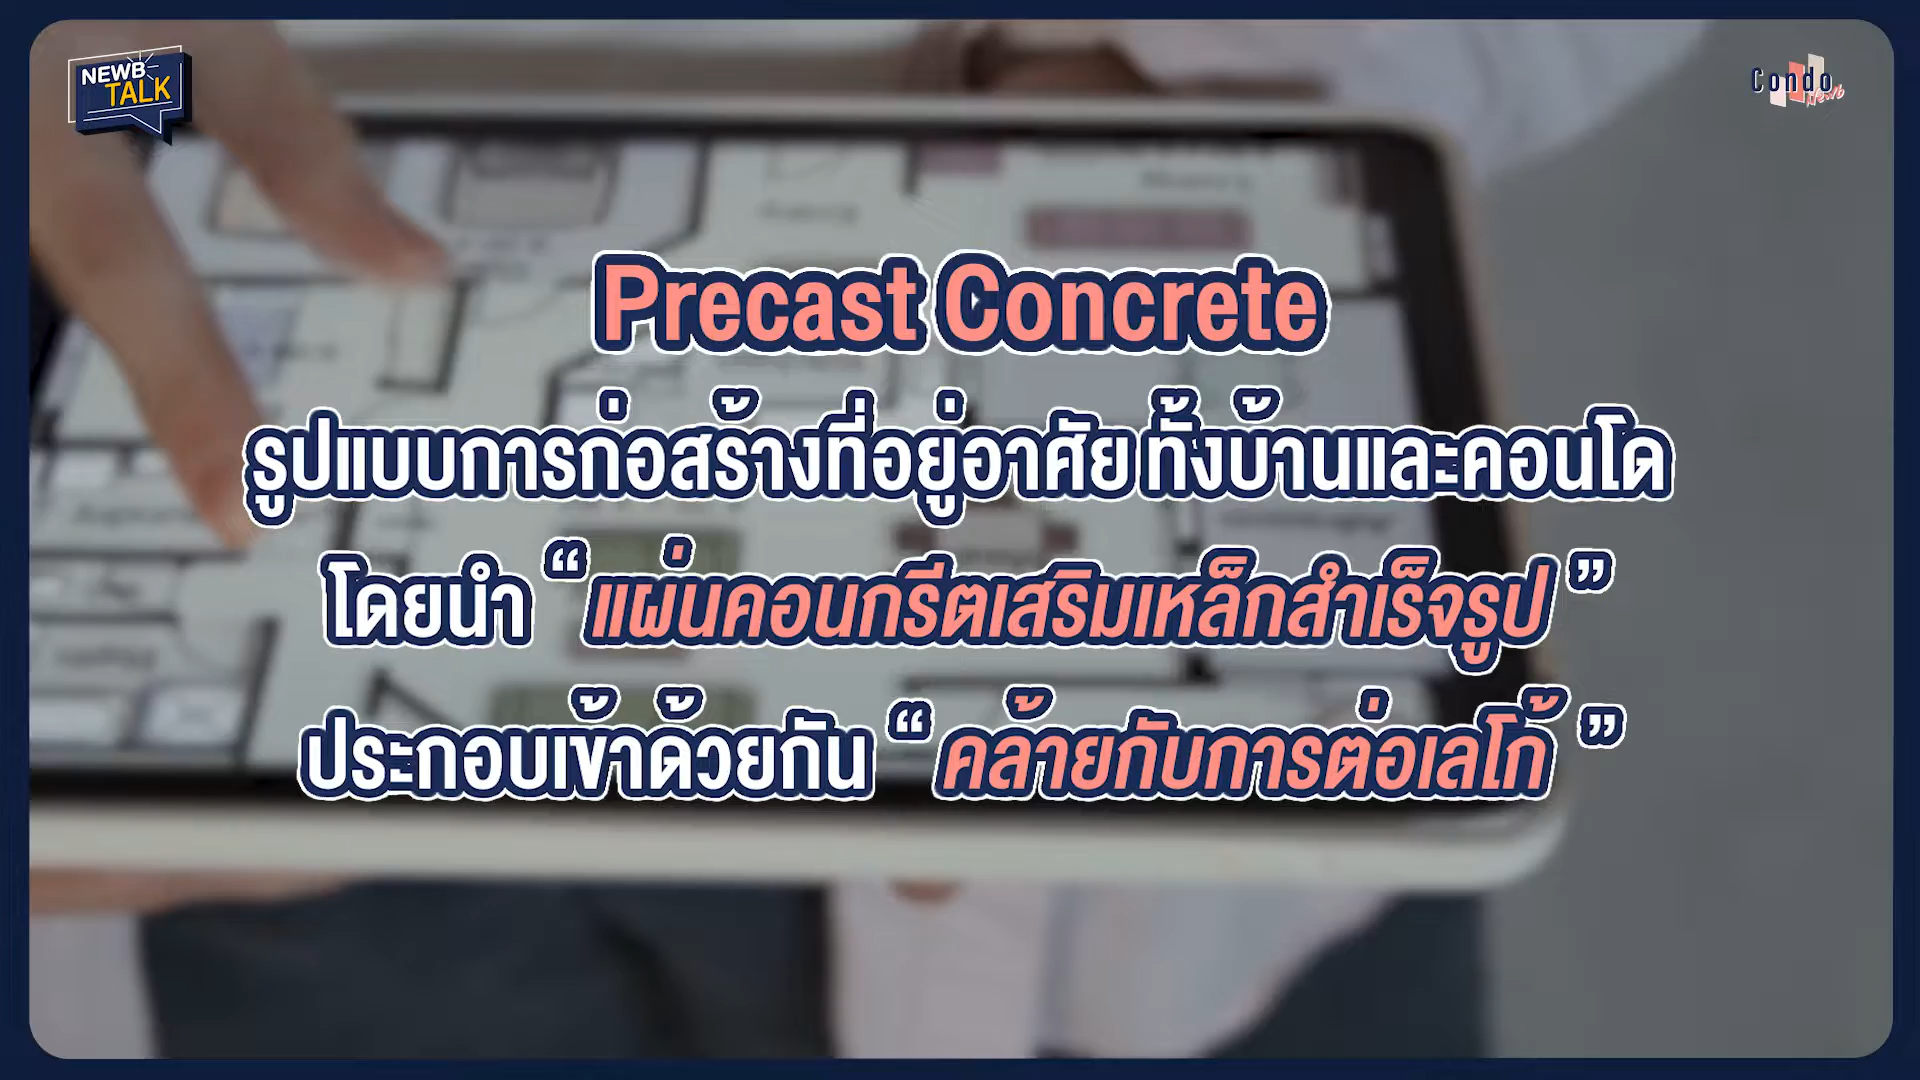 NEWB
TALK
Condo
Newb
Precast Concrete
รูปแบบการก่อสร้างที่อยู่อาศัย ทั้งบ้านและคอนโด
โดยนำ “แผ่นคอนกรีตเสริมเหล็กสำเร็จรูป”
ประกอบเข้าด้วยกัน “คล้ายกับการต่อเลโก้”